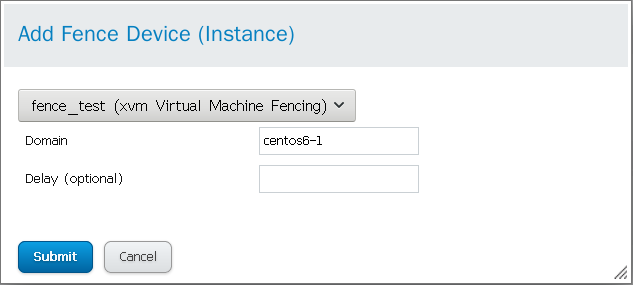 Add Fence Device (Instance)
fence_test (xvm Virtual Machine Fencing)
Domain centos6-1
Delay (optional)
Submit Cancel